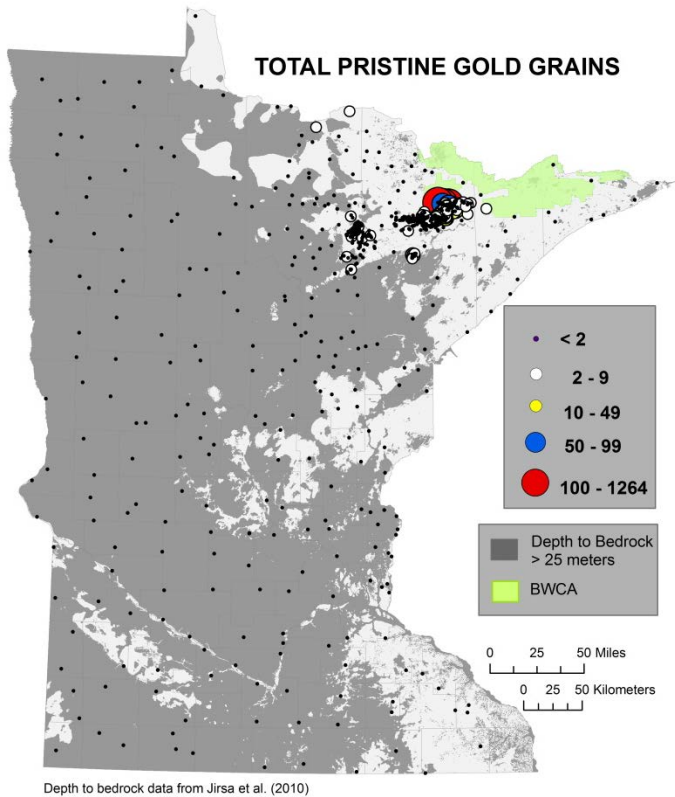 TOTAL PRISTINE GOLD GRAINS
< 2
2 - 9
10 - 49
50 - 99
100 - 1264
Depth to Bedrock
> 25 meters
BWCA
0 25 50 Miles
0 25 50 Kilometers
Depth to bedrock data from Jirsa et al. (2010)